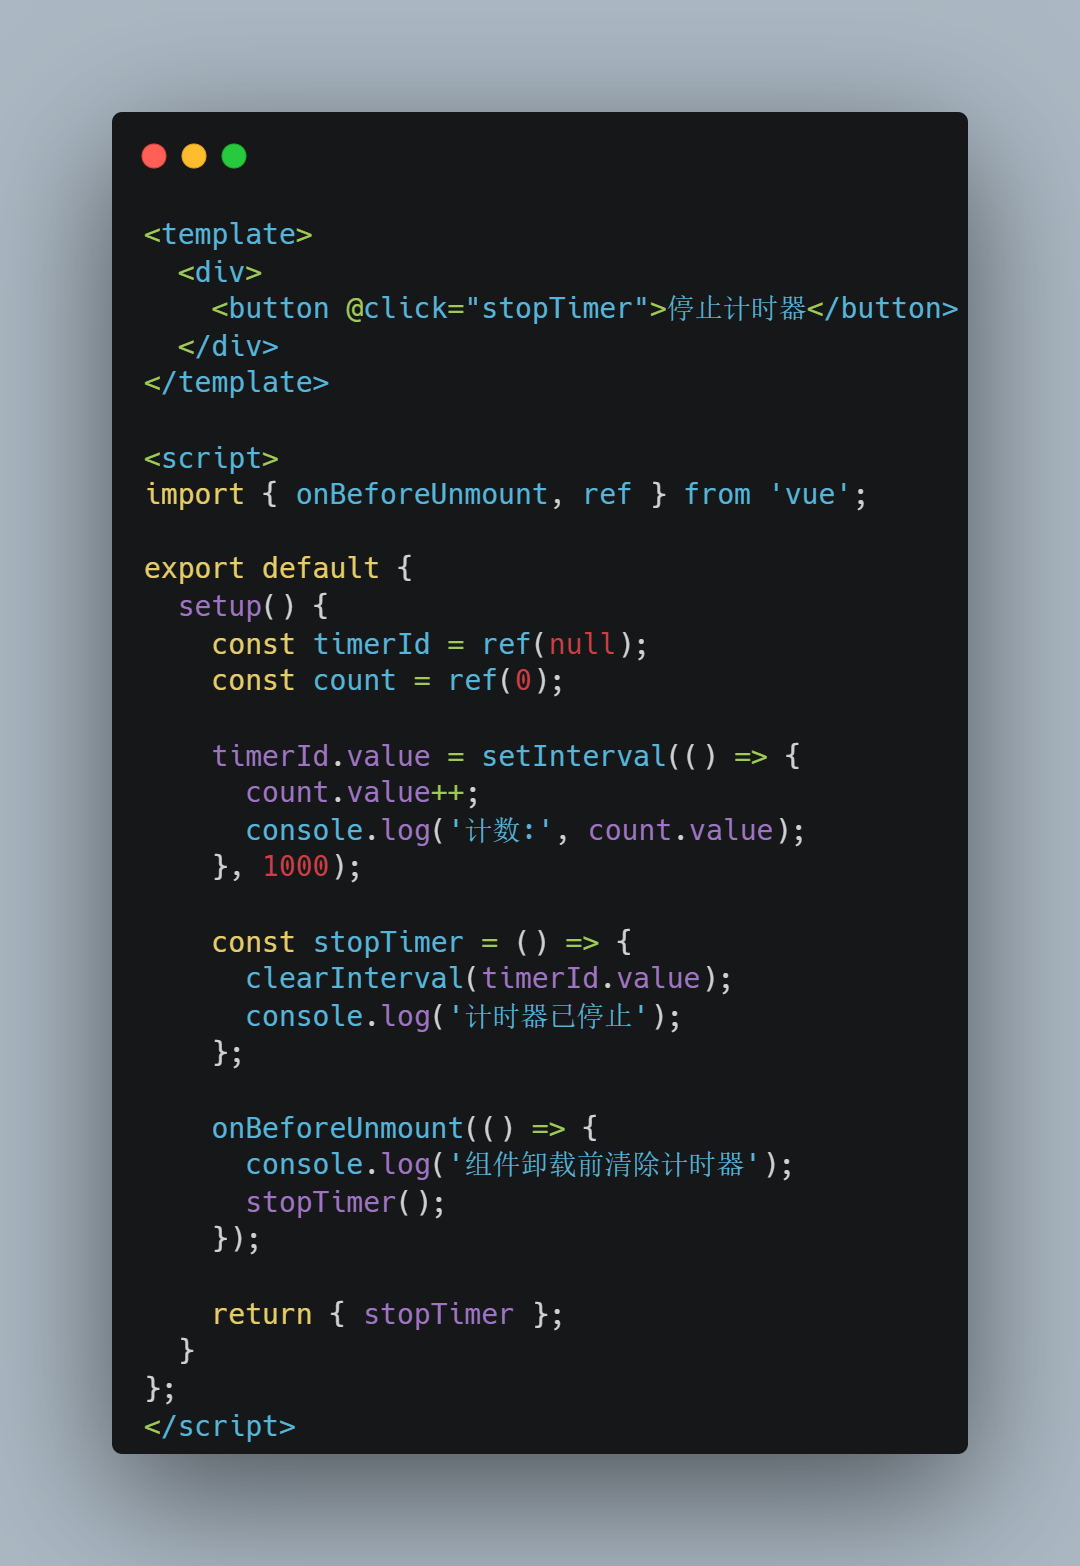 <template>
  <div>
    <button @click="stopTimer">停止计时器</button>
  </div>
</template>

<script>
import { onBeforeUnmount, ref } from 'vue';

export default {
  setup() {
    const timerId = ref(null);
    const count = ref(0);

    timerId.value = setInterval(() => {
      count.value++;
      console.log('计数:', count.value);
    }, 1000);

    const stopTimer = () => {
      clearInterval(timerId.value);
      console.log('计时器已停止');
    };

    onBeforeUnmount(() => {
      console.log('组件卸载前清除计时器');
      stopTimer();
    });

    return { stopTimer };
  }
};
</script>